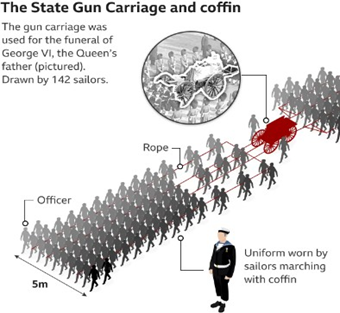 The State Gun Carriage and coffin
The gun carriage was
used for the funeral of
George VI, the Queen's
father (pictured).
Drawn by 142 sailors.
Rope
Officer
5m
Uniform worn by
sailors marching
with coffin